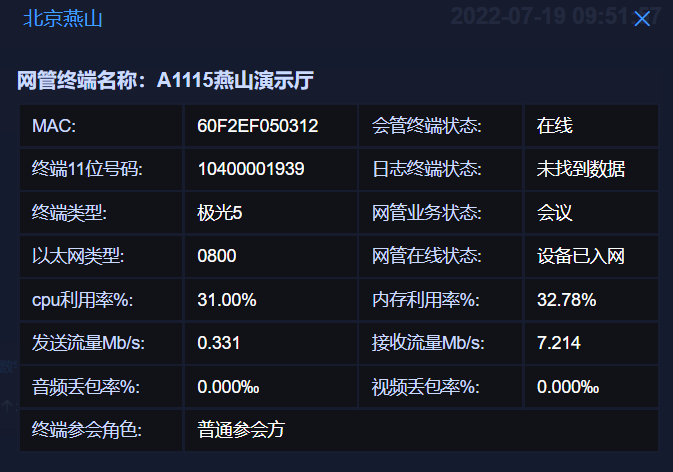 北京燕山
2022-07-19 09:51:57
网管终端名称：A1115燕山演示厅
MAC: 60F2EF050312 会管终端状态: 在线
终端11位号码: 10400001939 日志终端状态: 未找到数据
终端类型: 极光5 网管业务状态: 会议
以太网类型: 0800 网管在线状态: 设备已入网
cpu利用率%: 31.00% 内存利用率%: 32.78%
发送流量Mb/s: 0.331 接收流量Mb/s: 7.214
音频丢包率%: 0.000‰ 视频丢包率%: 0.000‰
终端参会角色: 普通参会方